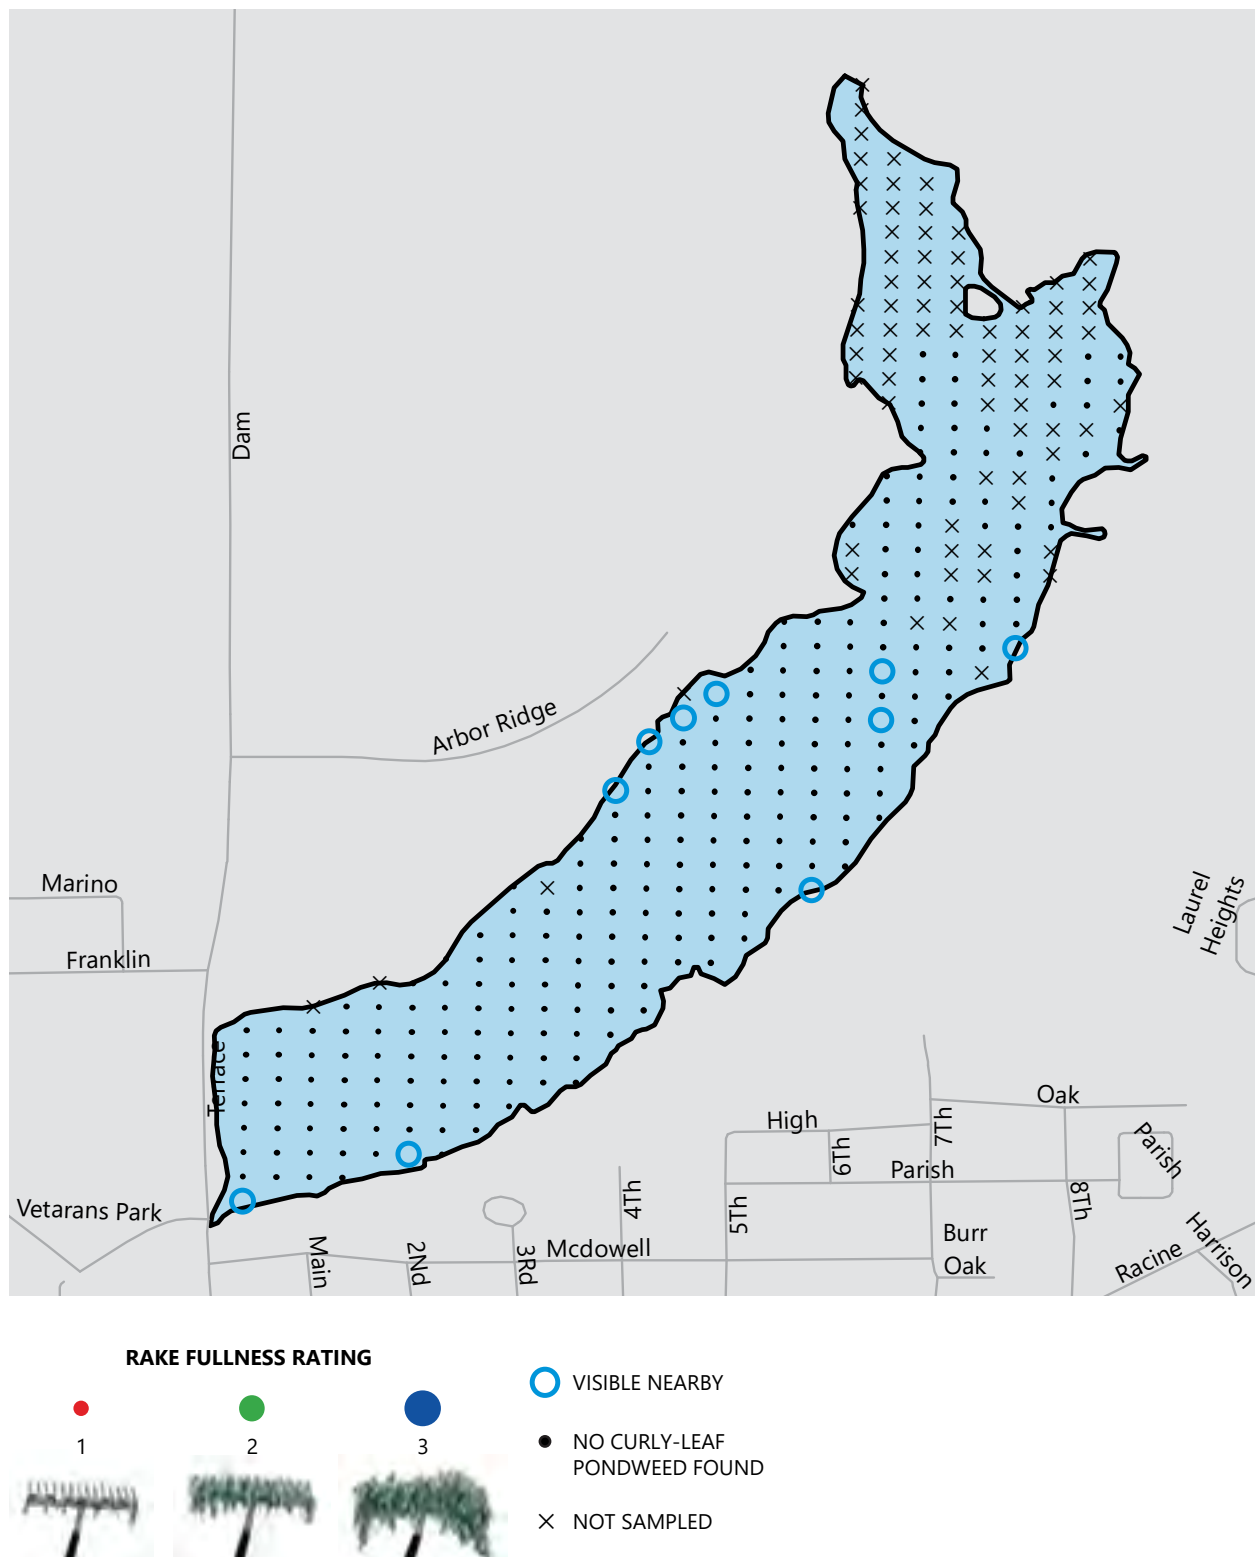 Dam
Arbor Ridge
Marino
Franklin
Laurel
Heights
Terrace
Vetarans Park
High
Oak
7Th
6Th
Parish
Parish
4Th
5Th
8Th
Main
2Nd
3Rd
Mcdowell
Burr
Oak
Racine
Harrison
RAKE FULLNESS RATING
1
2
3
VISIBLE NEARBY
NO CURLY-LEAF
PONDWEED FOUND
NOT SAMPLED